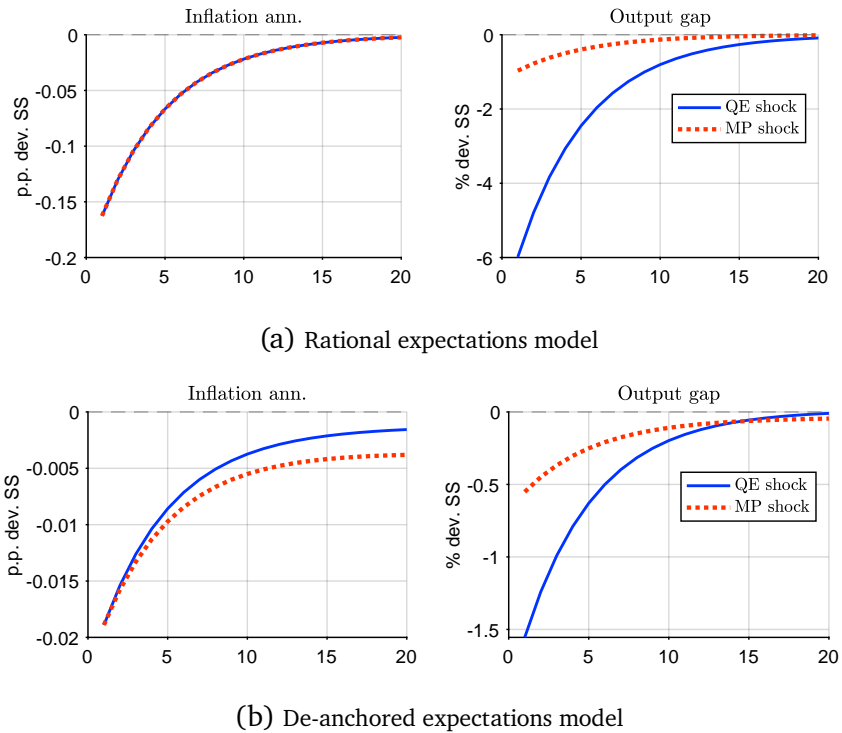 Inflation ann.
Output gap
p.p. dev. SS
0
-0.05
-0.1
-0.15
-0.2
0
5
10
15
20
% dev. SS
0
-2
-4
-6
0
5
10
15
20
QE shock
MP shock
(a) Rational expectations model
Inflation ann.
Output gap
p.p. dev. SS
0
-0.005
-0.01
-0.015
-0.02
0
5
10
15
20
% dev. SS
0
-0.5
-1
-1.5
0
5
10
15
20
QE shock
MP shock
(b) De-anchored expectations model